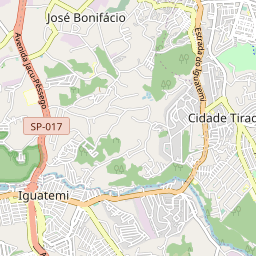 José Bonifácio
Avenida Jacu-Pêssego
Estrada do Iguatemi
SP-017
Cidade Tirad
Iguatemi